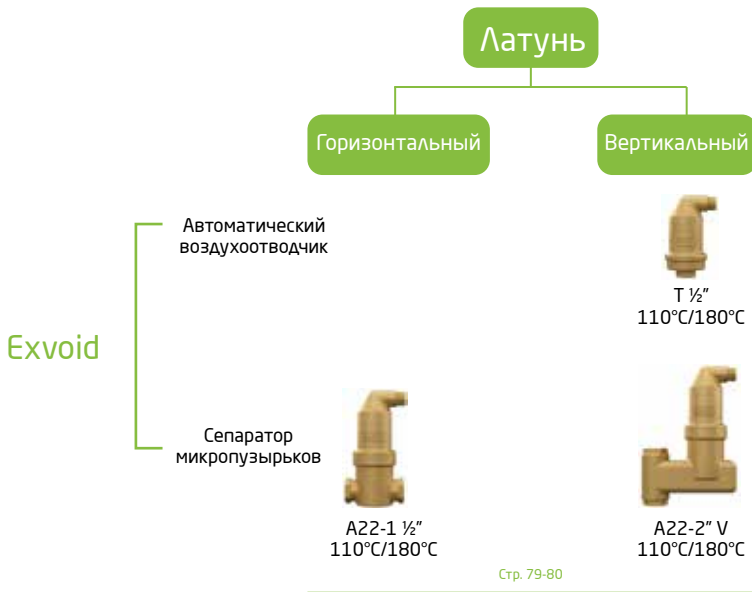 Латунь
Горизонтальный
Вертикальный
Автоматический
воздухоотводчик
T ½"
110°C/180°C
Exvoid
Сепаратор
микропузырьков
A22-1 ½"
110°C/180°C
A22-2" V
110°C/180°C
Стр. 79-80